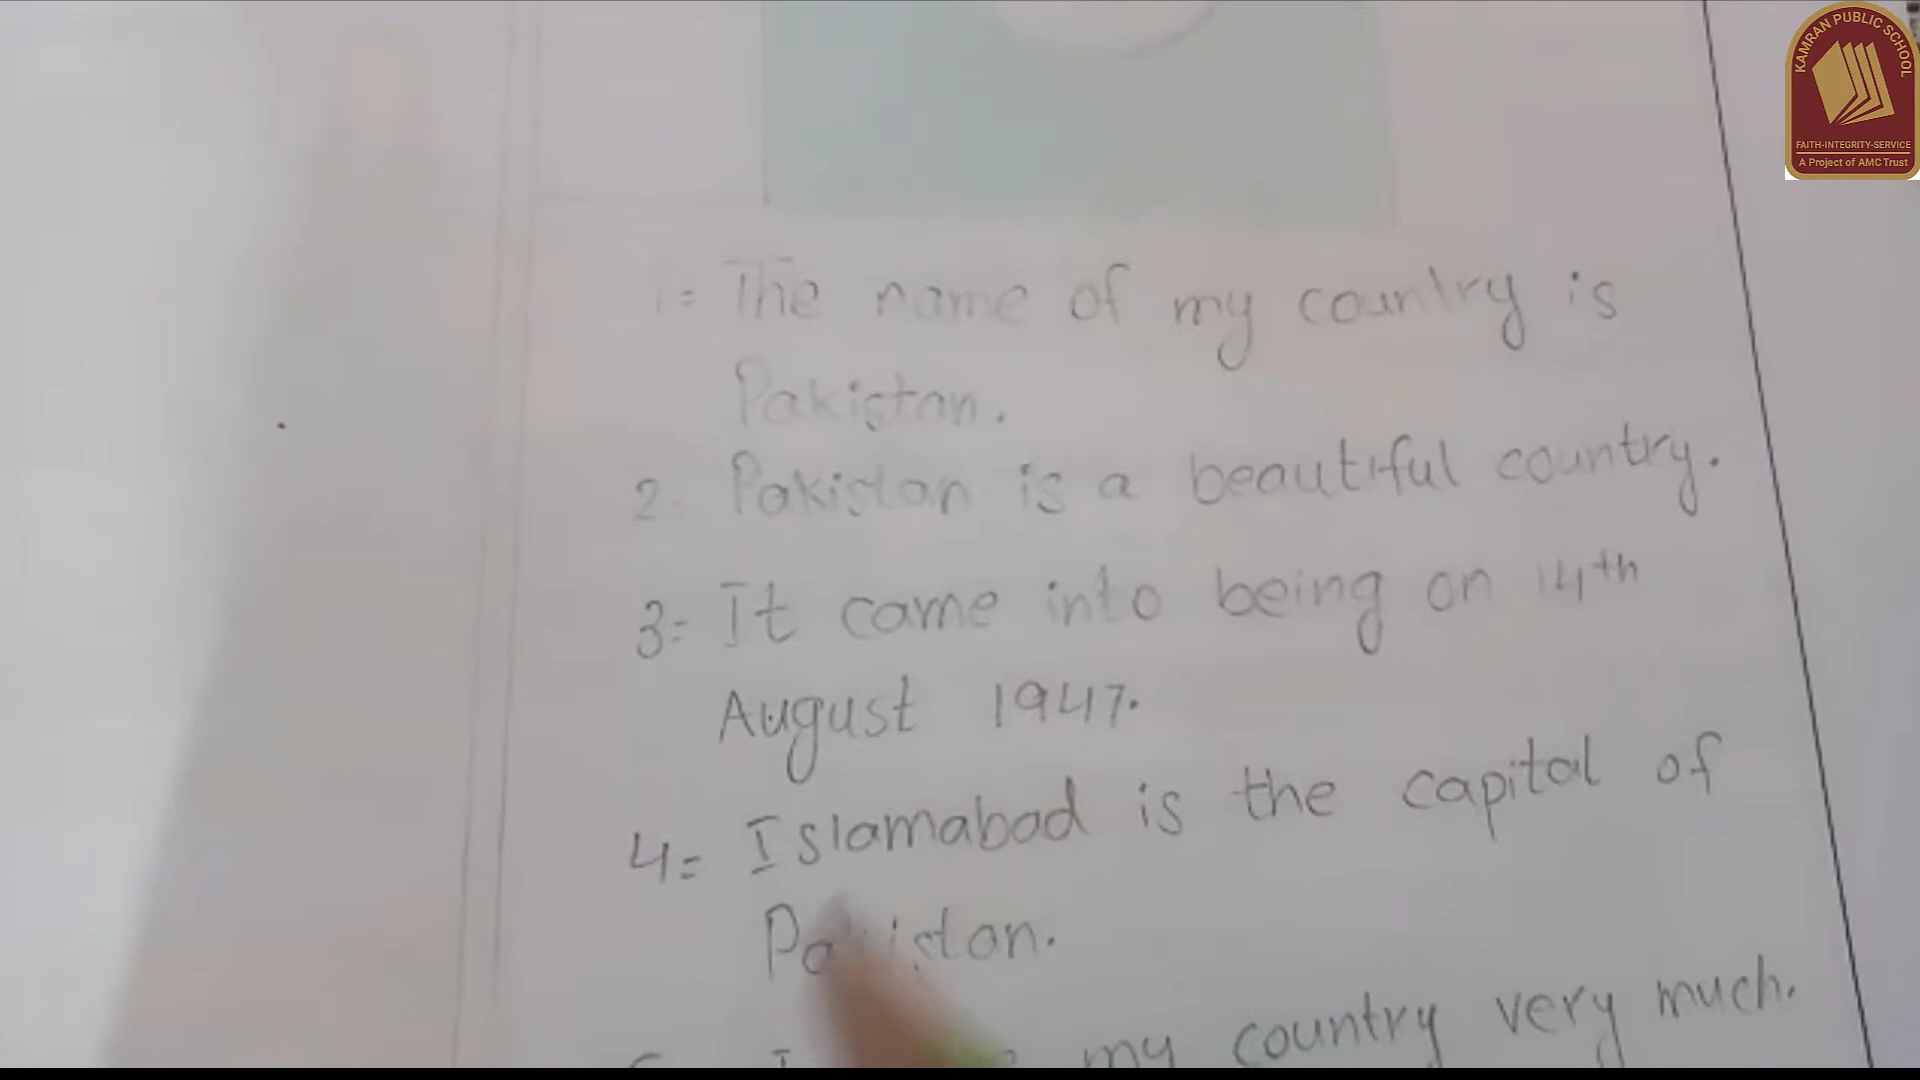 KAMRAN PUBLIC SCHOOL
FAITH-INTEGRITY-SERVICE
A Project of AMC Trust
1= The name of my country is
Pakistan.
2. Pakistan is a beautiful country.
3= It came into being on 14th
August 1947.
4= Islamabad is the capital of
Pakistan.
I my country very much.